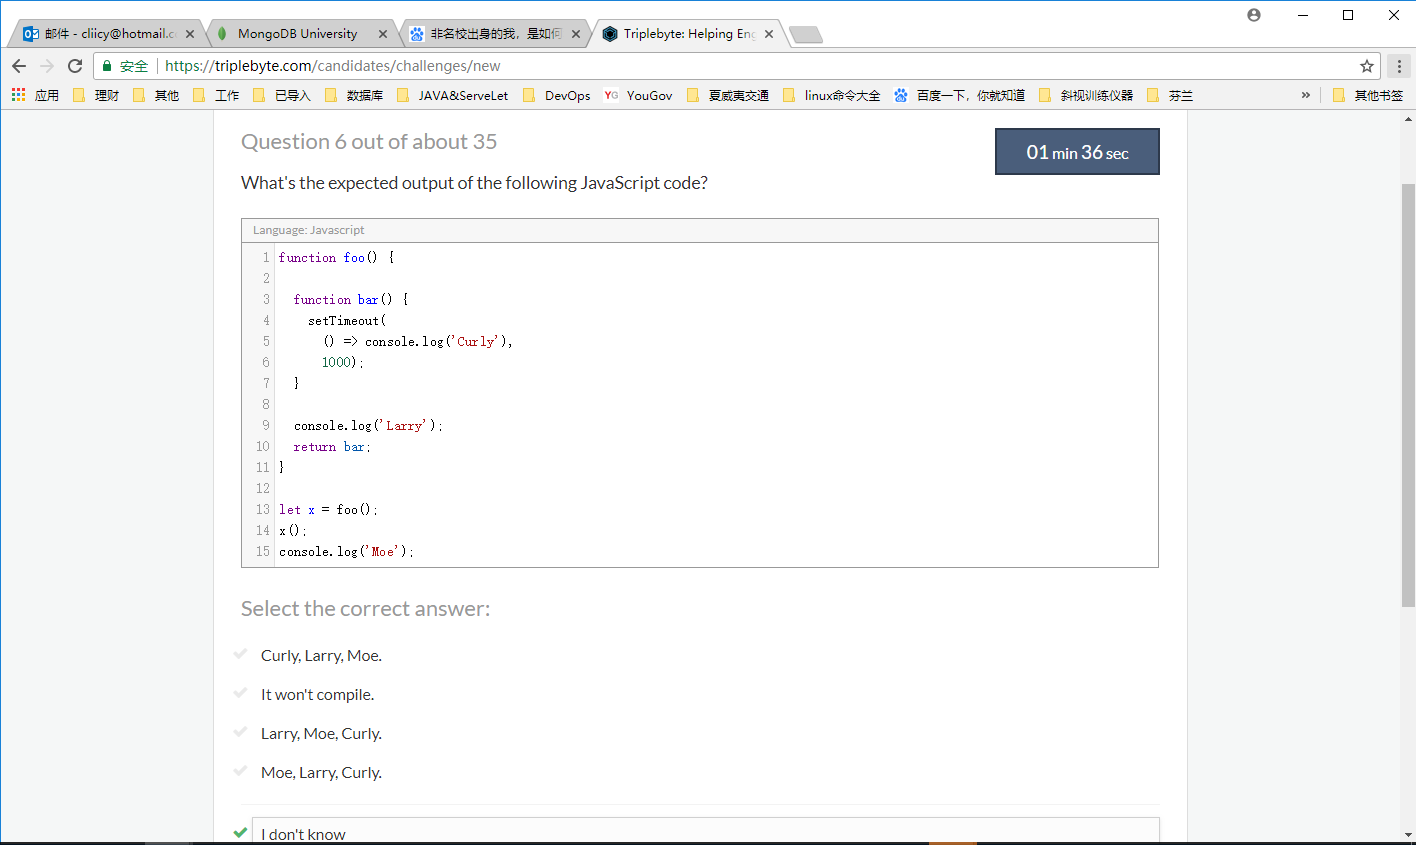 邮件 - cliicy@hotmail.c
MongoDB University
非名校出身的我，是如何
Triplebyte: Helping Eng
安全
https://triplebyte.com/candidates/challenges/new
应用 理财 其他 工作 已导入 数据库 JAVA&ServeLet DevOps YG YouGov 夏威夷交通 linux命令大全 百度一下，你就知道 斜视训练仪器 芬兰 » 其他书签
Question 6 out of about 35
01 min 36 sec
What's the expected output of the following JavaScript code?
Language: Javascript
1 function foo() {
2
3 function bar() {
4 setTimeout(
5 () => console.log('Curly'),
6 1000);
7 }
8
9 console.log('Larry');
10 return bar;
11 }
12
13 let x = foo();
14 x();
15 console.log('Moe');
Select the correct answer:
Curly, Larry, Moe.
It won't compile.
Larry, Moe, Curly.
Moe, Larry, Curly.
I don't know